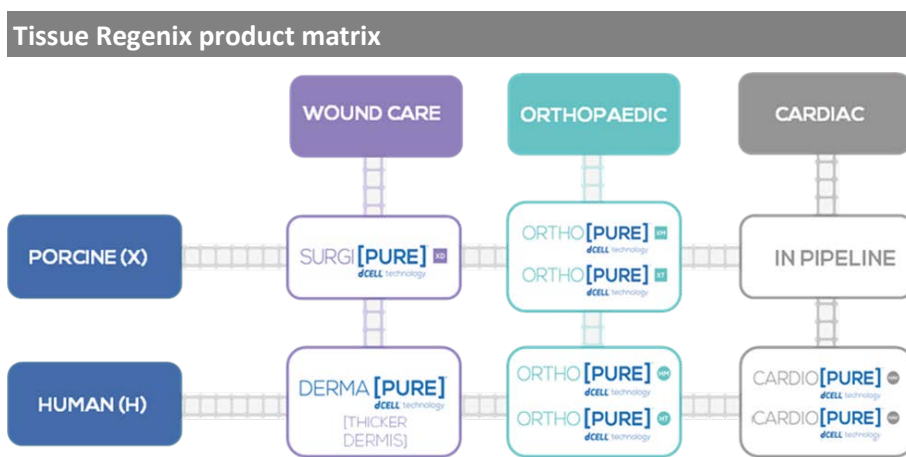 Tissue Regenix product matrix
WOUND CARE
ORTHOPAEDIC
CARDIAC
PORCINE (X)
SURGI[PURE] XD
dCELL technology
ORTHO[PURE] XM
dCELL technology
ORTHO[PURE] XT
dCELL technology
IN PIPELINE
HUMAN (H)
DERMA [PURE]
dCELL technology
[THICKER
DERMIS]
ORTHO[PURE] HM
dCELL technology
ORTHO[PURE] HT
dCELL technology
CARDIO[PURE]
dCELL technology
CARDIO[PURE]
dCELL technology